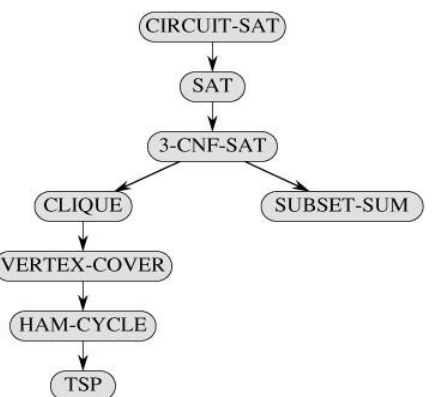 CIRCUIT-SAT
SAT
3-CNF-SAT
CLIQUE
SUBSET-SUM
VERTEX-COVER
HAM-CYCLE
TSP